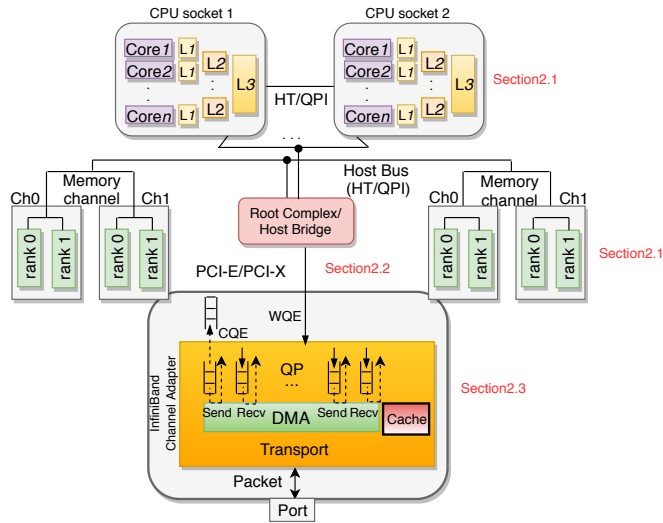 CPU socket 1
CPU socket 2
Core1 L1
Core2 L1
L2
L3
. .
. .
L2
Coren L1
HT/QPI
Core1 L1
Core2 L1
L2
L3
. .
. .
L2
Coren L1
Section2.1
...
Host Bus
(HT/QPI)
Memory
channel
Ch0
Ch1
rank 0
rank 1
rank 0
rank 1
Root Complex/
Host Bridge
Memory
channel
Ch0
Ch1
rank 0
rank 1
rank 0
rank 1
Section2.1
PCI-E/PCI-X
Section2.2
WQE
CQE
InfiniBand
Channel Adapter
QP
...
Send Recv
Send Recv
DMA
Cache
Transport
Section2.3
Packet
Port